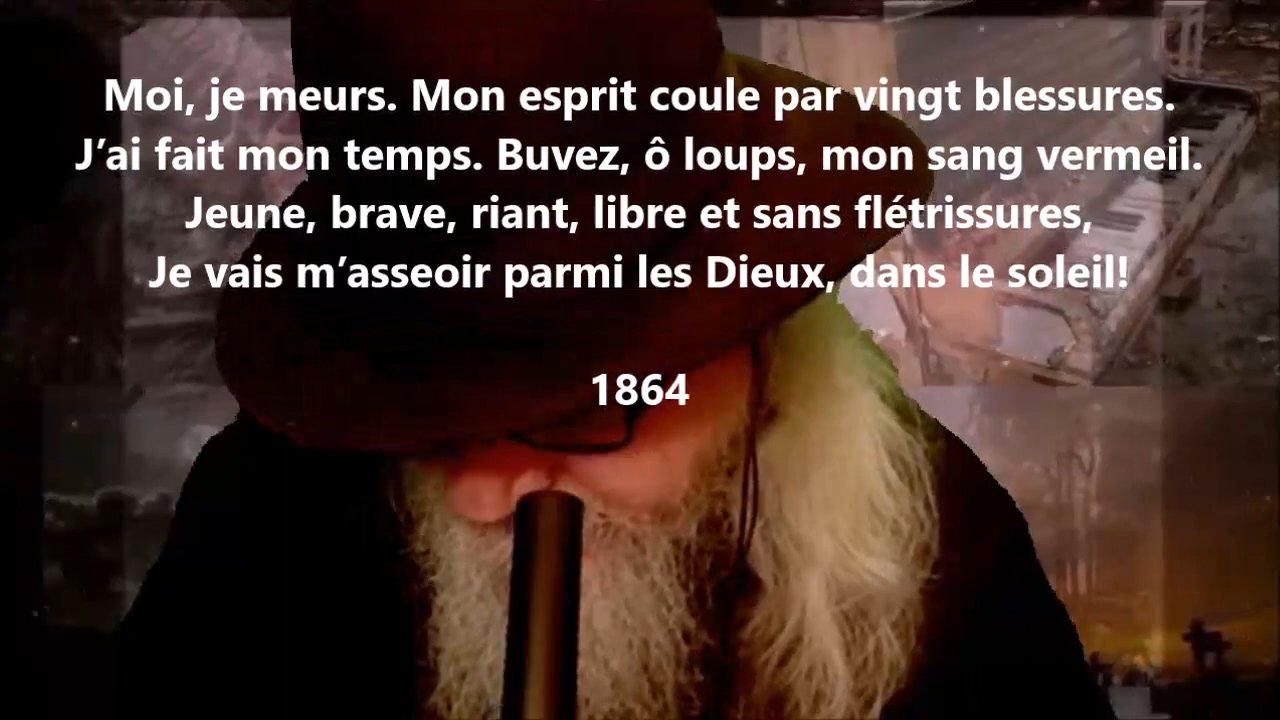 Moi, je meurs. Mon esprit coule par vingt blessures.
J’ai fait mon temps. Buvez, ô loups, mon sang vermeil.
Jeune, brave, riant, libre et sans flétrissures,
Je vais m’asseoir parmi les Dieux, dans le soleil!
1864